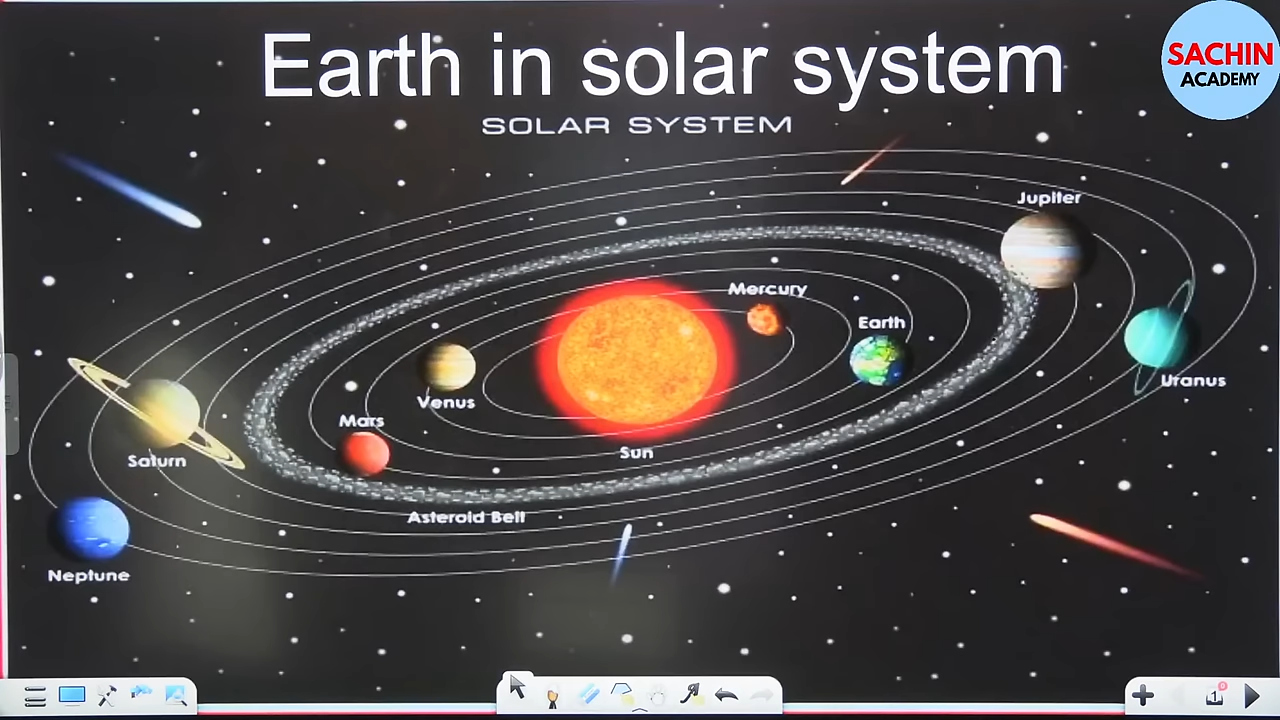 Earth in solar system
SACHIN
ACADEMY
SOLAR SYSTEM
Jupiter
Mercury
Earth
Uranus
Venus
Mars
Sun
Saturn
Asteroid Belt
Neptune
1